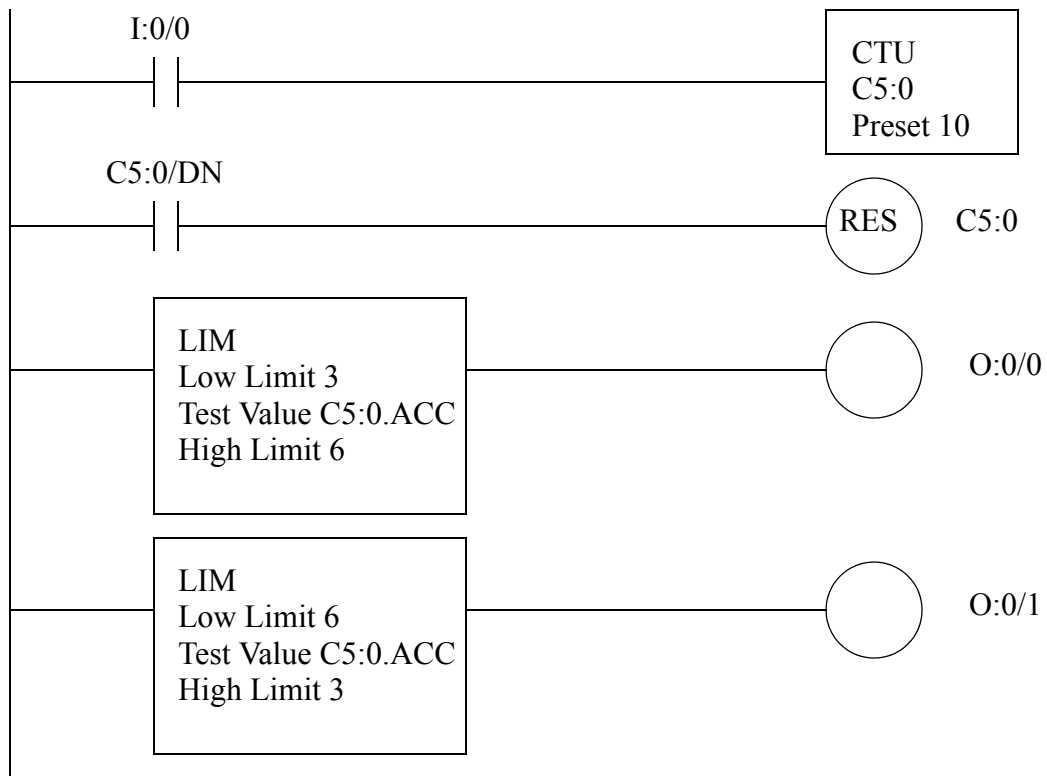 I:0/0
CTU
C5:0
Preset 10
C5:0/DN
RES
C5:0
LIM
Low Limit 3
Test Value C5:0.ACC
High Limit 6
O:0/0
LIM
Low Limit 6
Test Value C5:0.ACC
High Limit 3
O:0/1